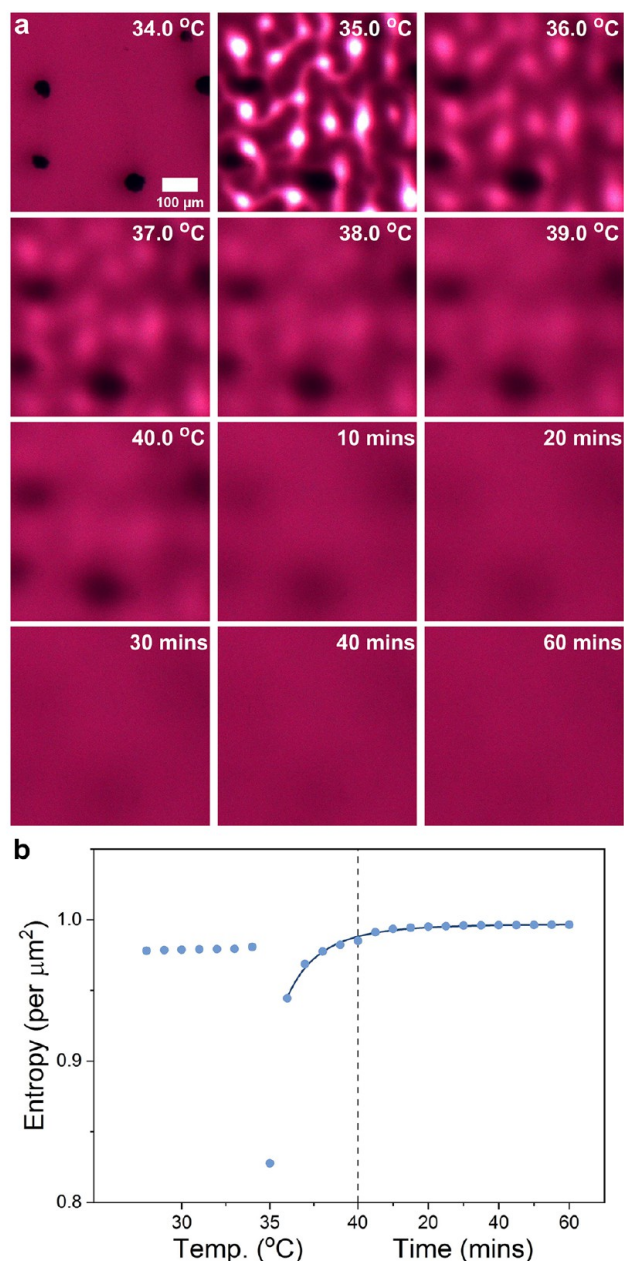 a
34.0 °C
35.0 °C
36.0 °C
100 µm
37.0 °C
38.0 °C
39.0 °C
40.0 °C
10 mins
20 mins
30 mins
40 mins
60 mins
b
Entropy (per µm²)
1.0
0.9
0.8
30
35
40
20
40
60
Temp. (°C)
Time (mins)